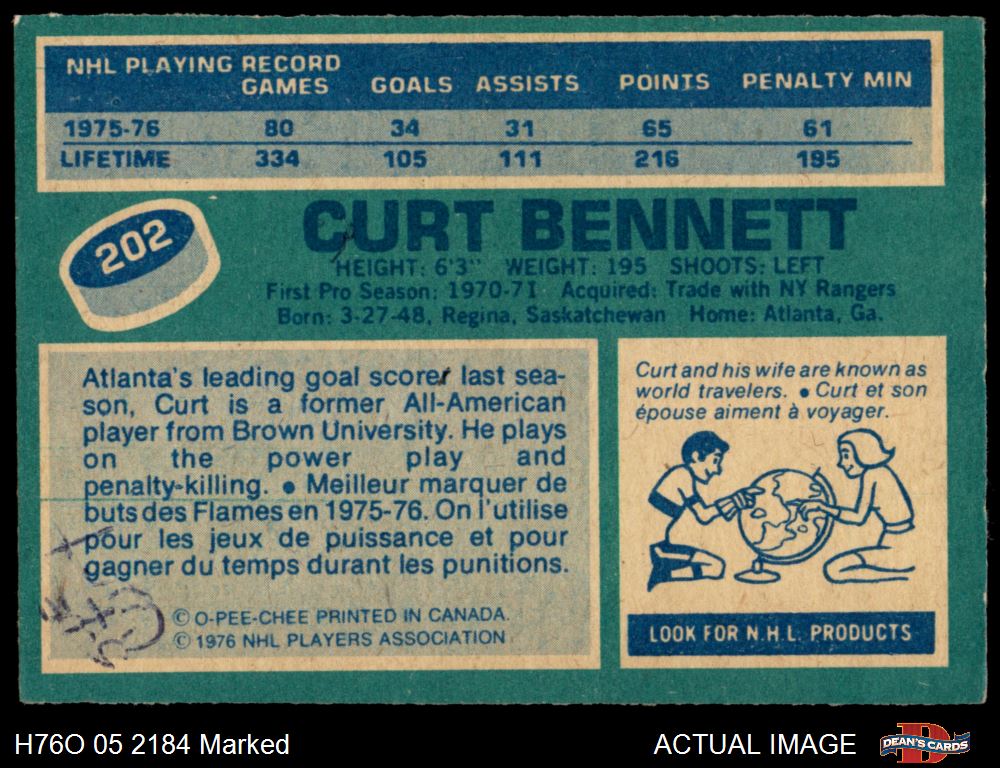 NHL PLAYING RECORD
GAMES GOALS ASSISTS POINTS PENALTY MIN
1975-76 80 34 31 65 61
LIFETIME 334 105 111 216 195
202
CURT BENNETT
HEIGHT: 6'3" WEIGHT: 195 SHOOTS: LEFT
First Pro Season: 1970-71 Acquired: Trade with NY Rangers
Born: 3-27-48, Regina, Saskatchewan Home: Atlanta, Ga.
Atlanta's leading goal scorer last sea-
son, Curt is a former All-American
player from Brown University. He plays
on the power play and
penalty-killing. ● Meilleur marquer de
buts des Flames en 1975-76. On l'utilise
pour les jeux de puissance et pour
gagner du temps durant les punitions.
© O-PEE-CHEE PRINTED IN CANADA.
© 1976 NHL PLAYERS ASSOCIATION
Curt and his wife are known as
world travelers. ● Curt et son
épouse aiment à voyager.
LOOK FOR N.H.L. PRODUCTS
H76O 05 2184 Marked
ACTUAL IMAGE
DEAN'S CARDS